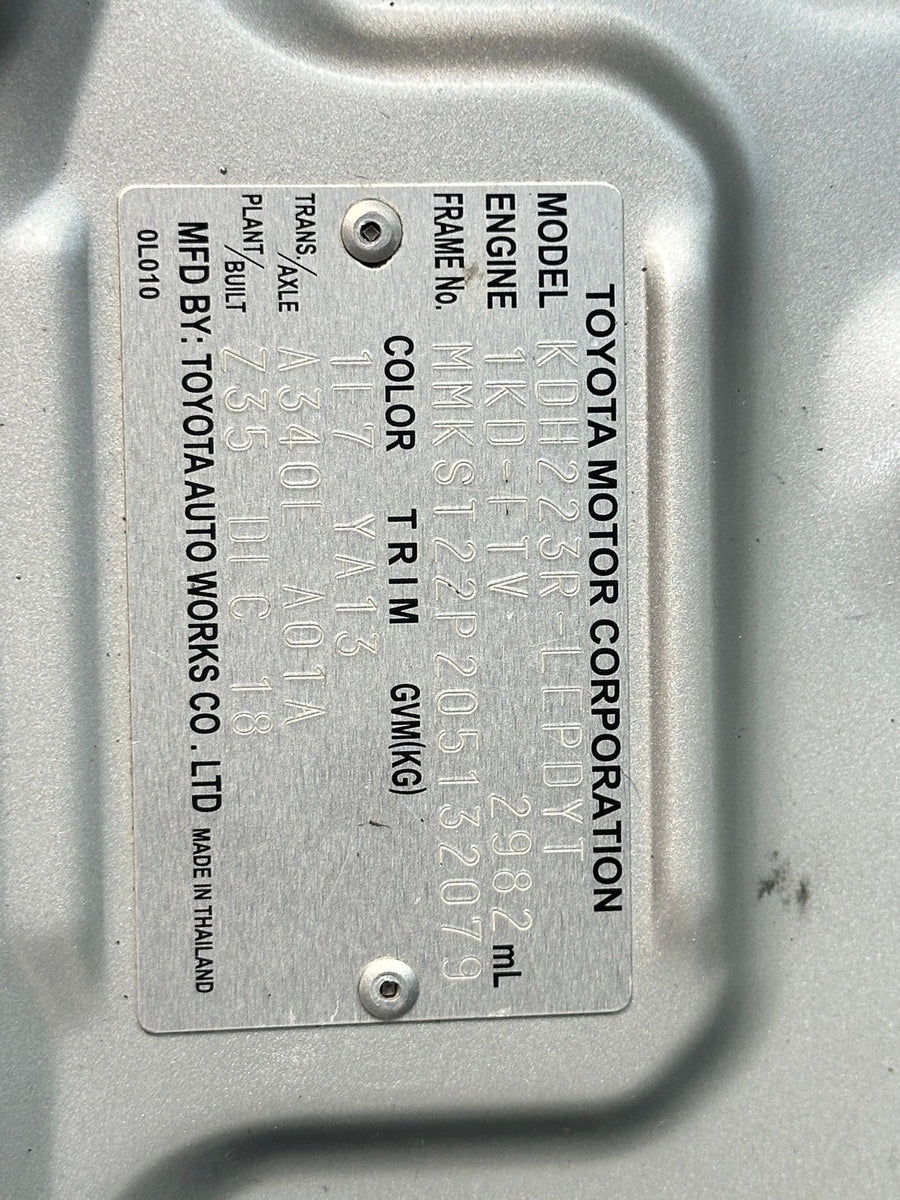 TOYOTA MOTOR CORPORATION
MODEL KDH223R-LEPDYT
ENGINE 1KD-FTV 2982 mL
FRAME No. MMKST22P205132079
COLOR TRIM GVM(KG)
1F7 YA13
TRANS./AXLE A340F A01A
PLANT/BUILT Z35 DEC 18
MFD BY: TOYOTA AUTO WORKS CO. LTD MADE IN THAILAND
0L010